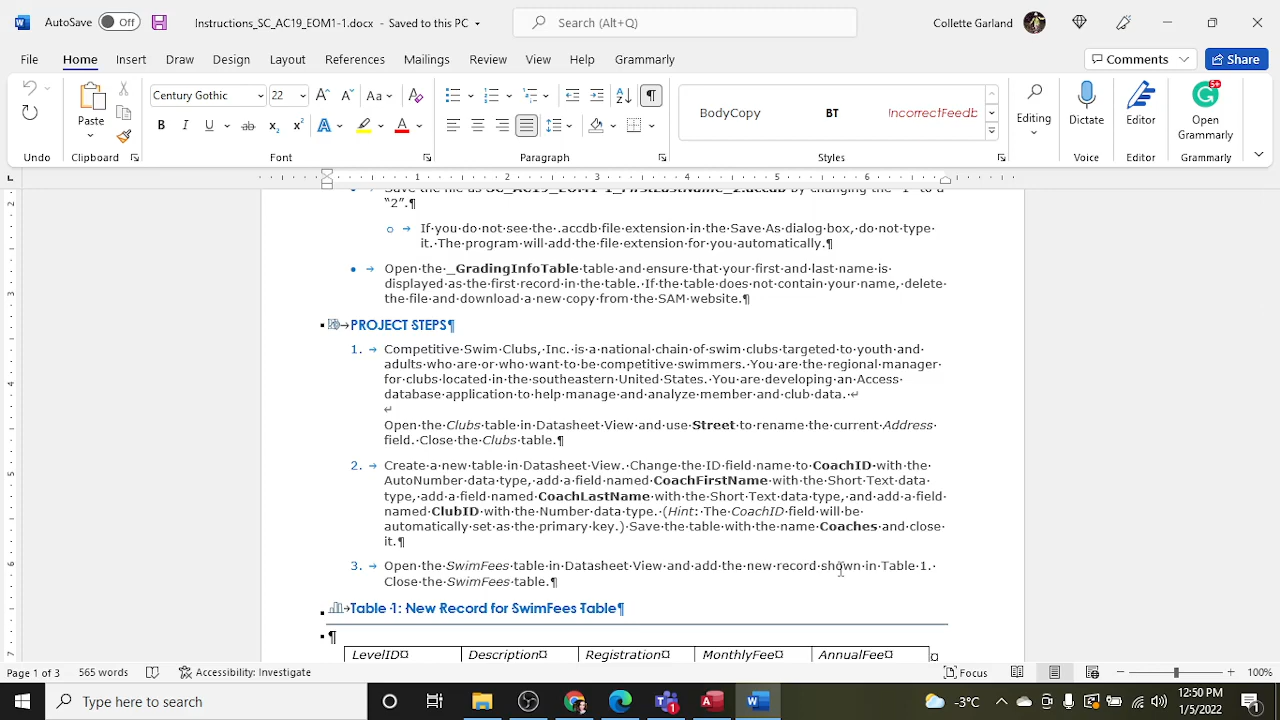 AutoSave Off Instructions_SC_AC19_EOM1-1.docx - Saved to this PC Search (Alt+Q) Collette Garland
File Home Insert Draw Design Layout References Mailings Review View Help Grammarly Comments Share
Century Gothic 22 Aa
Paste BodyCopy BT IncorrectFeedb Editing Dictate Editor Open Grammarly
Undo Clipboard Font Paragraph Styles Voice Editor Grammarly
Save the file as SC_AC19_EOM1-1_FirstLastName_2.accdb by changing the "1" to a
"2".¶
o If you do not see the .accdb file extension in the Save As dialog box, do not type
it. The program will add the file extension for you automatically.¶
• Open the _GradingInfoTable table and ensure that your first and last name is
displayed as the first record in the table. If the table does not contain your name, delete
the file and download a new copy from the SAM website.¶
PROJECT STEPS¶
1. Competitive Swim Clubs, Inc. is a national chain of swim clubs targeted to youth and
adults who are or who want to be competitive swimmers. You are the regional manager
for clubs located in the southeastern United States. You are developing an Access
database application to help manage and analyze member and club data.
Open the Clubs table in Datasheet View and use Street to rename the current Address
field. Close the Clubs table.¶
2. Create a new table in Datasheet View. Change the ID field name to CoachID with the
AutoNumber data type, add a field named CoachFirstName with the Short Text data
type, add a field named CoachLastName with the Short Text data type, and add a field
named ClubID with the Number data type. (Hint: The CoachID field will be
automatically set as the primary key.) Save the table with the name Coaches and close
it.¶
3. Open the SwimFees table in Datasheet View and add the new record shown in Table 1.
Close the SwimFees table.¶
Table 1: New Record for SwimFees Table¶
¶
LevelID¤ Description¤ Registration¤ MonthlyFee¤ AnnualFee¤ ¤
Page 1 of 3 565 words Accessibility: Investigate Focus 100%
Type here to search -3°C 12:50 PM
1/5/2022